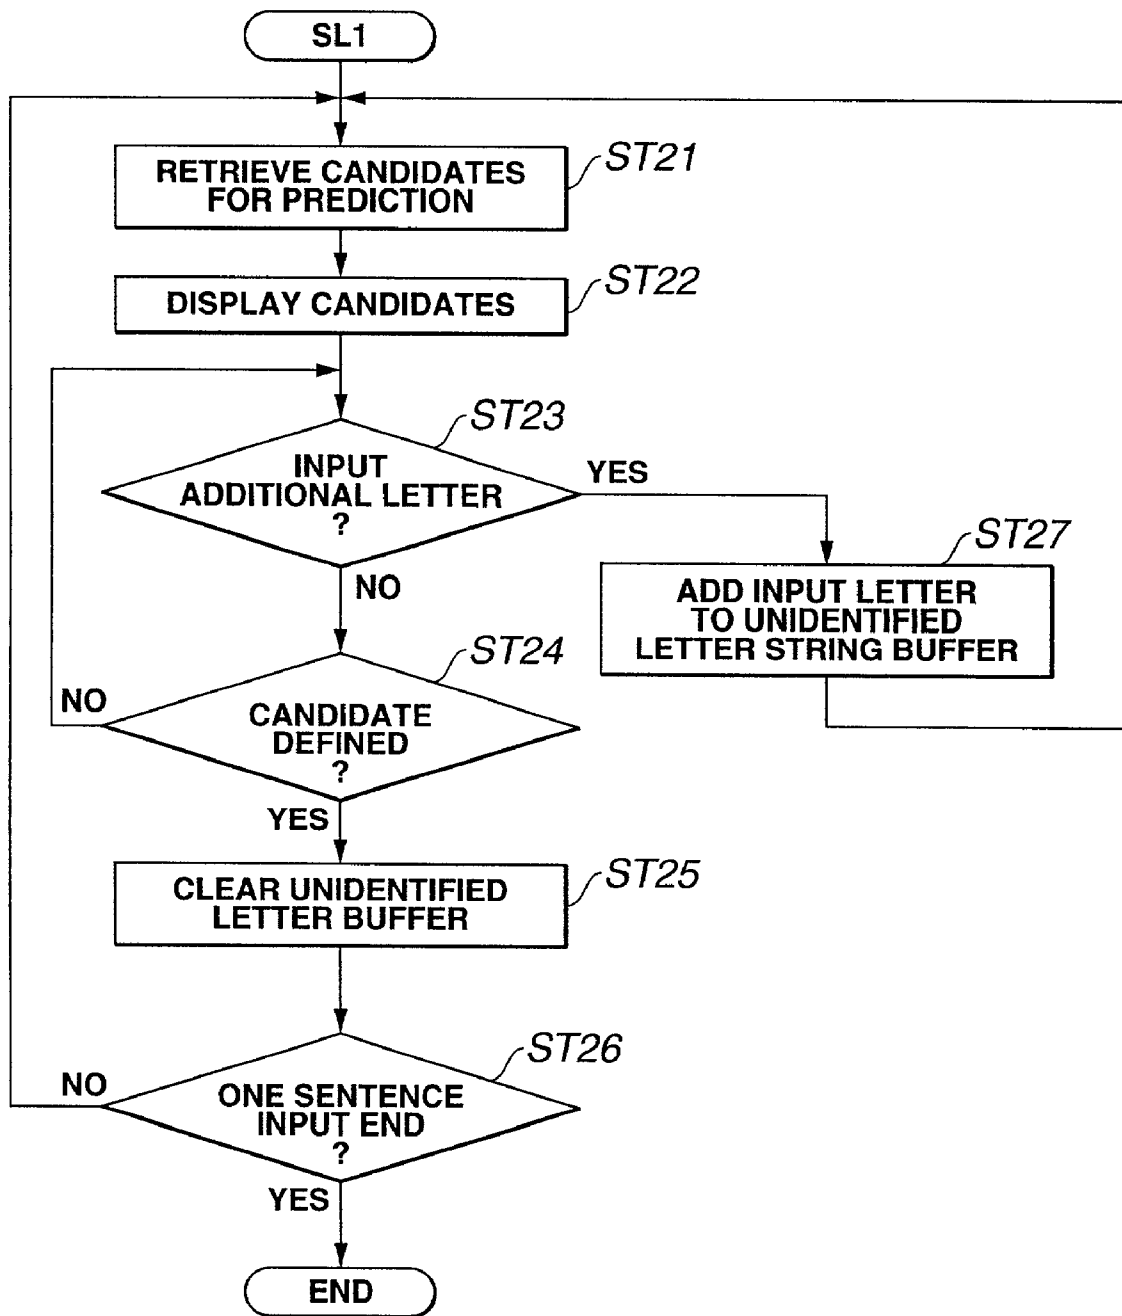 SL1
RETRIEVE CANDIDATES
FOR PREDICTION
ST21
DISPLAY CANDIDATES
ST22
INPUT
ADDITIONAL LETTER
?
ST23
YES
NO
ADD INPUT LETTER
TO UNIDENTIFIED
LETTER STRING BUFFER
ST27
CANDIDATE
DEFINED
?
ST24
NO
YES
CLEAR UNIDENTIFIED
LETTER BUFFER
ST25
ONE SENTENCE
INPUT END
?
ST26
NO
YES
END